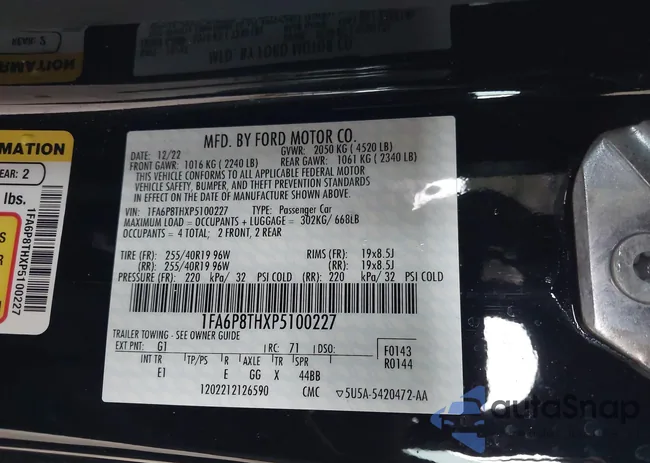 MATION
EAR: 2
lbs.
1FA6P8THXP5100227
MFD. BY FORD MOTOR CO.
DATE: 12/22 GVWR: 2050 KG ( 4520 LB)
FRONT GAWR: 1016 KG ( 2240 LB) REAR GAWR: 1061 KG ( 2340 LB)
THIS VEHICLE CONFORMS TO ALL APPLICABLE FEDERAL MOTOR
VEHICLE SAFETY, BUMPER, AND THEFT PREVENTION STANDARDS
IN EFFECT ON THE DATE OF MANUFACTURE SHOWN ABOVE.
VIN: 1FA6P8THXP5100227 TYPE: Passenger Car
MAXIMUM LOAD = OCCUPANTS + LUGGAGE = 302KG/ 668LB
OCCUPANTS = 4 TOTAL; 2 FRONT, 2 REAR
TIRE (FR): 255/40R19 96W RIMS (FR): 19x8.5J
(RR): 255/40R19 96W (RR): 19x8.5J
PRESSURE (FR): 220 kPa/ 32 PSI COLD (RR): 220 kPa/ 32 PSI COLD
1FA6P8THXP5100227
TRAILER TOWING - SEE OWNER GUIDE
EXT PNT: G1 RC: 71 DSO: F0143
R0144
INT TR TP/PS R AXLE TR SPR
E1 E GG X 44BB
1202212126590 CMC ▽5U5A-5420472-AA
autoSnap